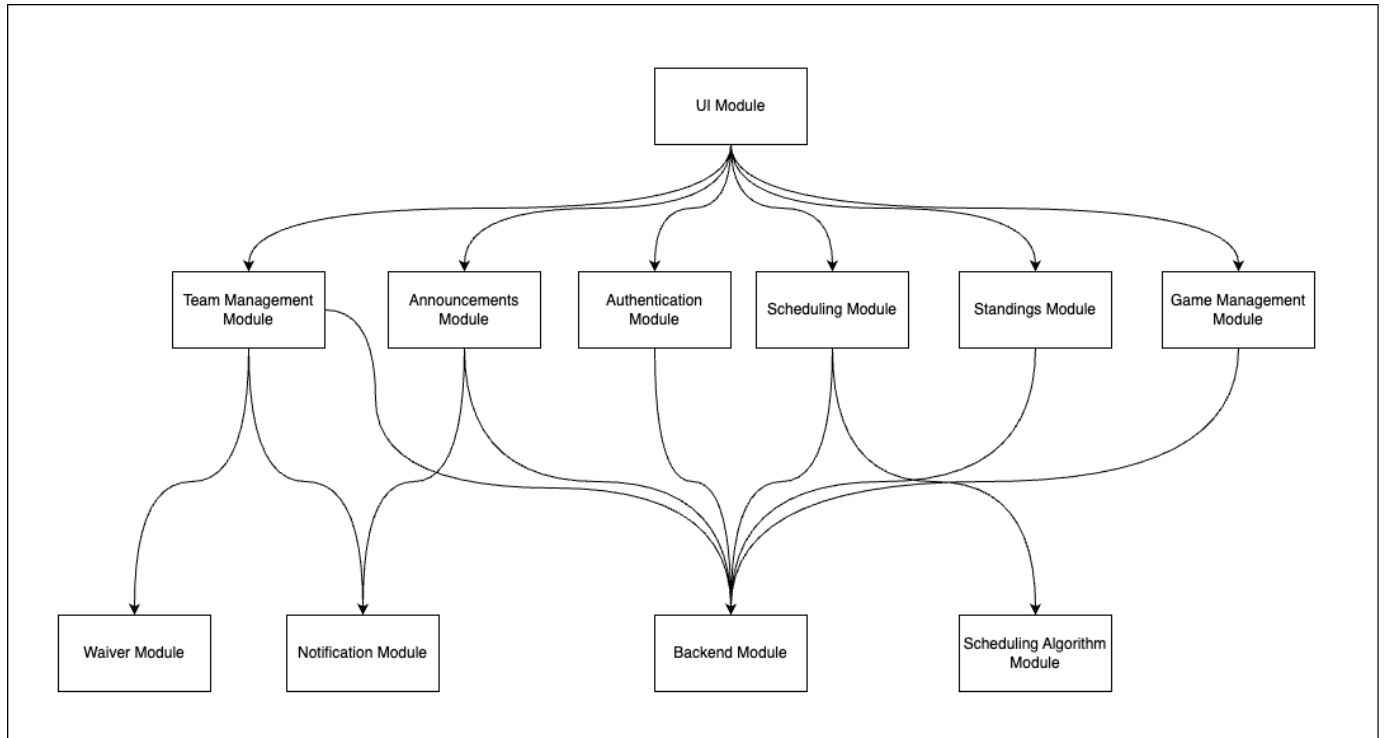 UI Module
Team Management
Module
Announcements
Module
Authentication
Module
Scheduling Module
Standings Module
Game Management
Module
Waiver Module
Notification Module
Backend Module
Scheduling Algorithm
Module